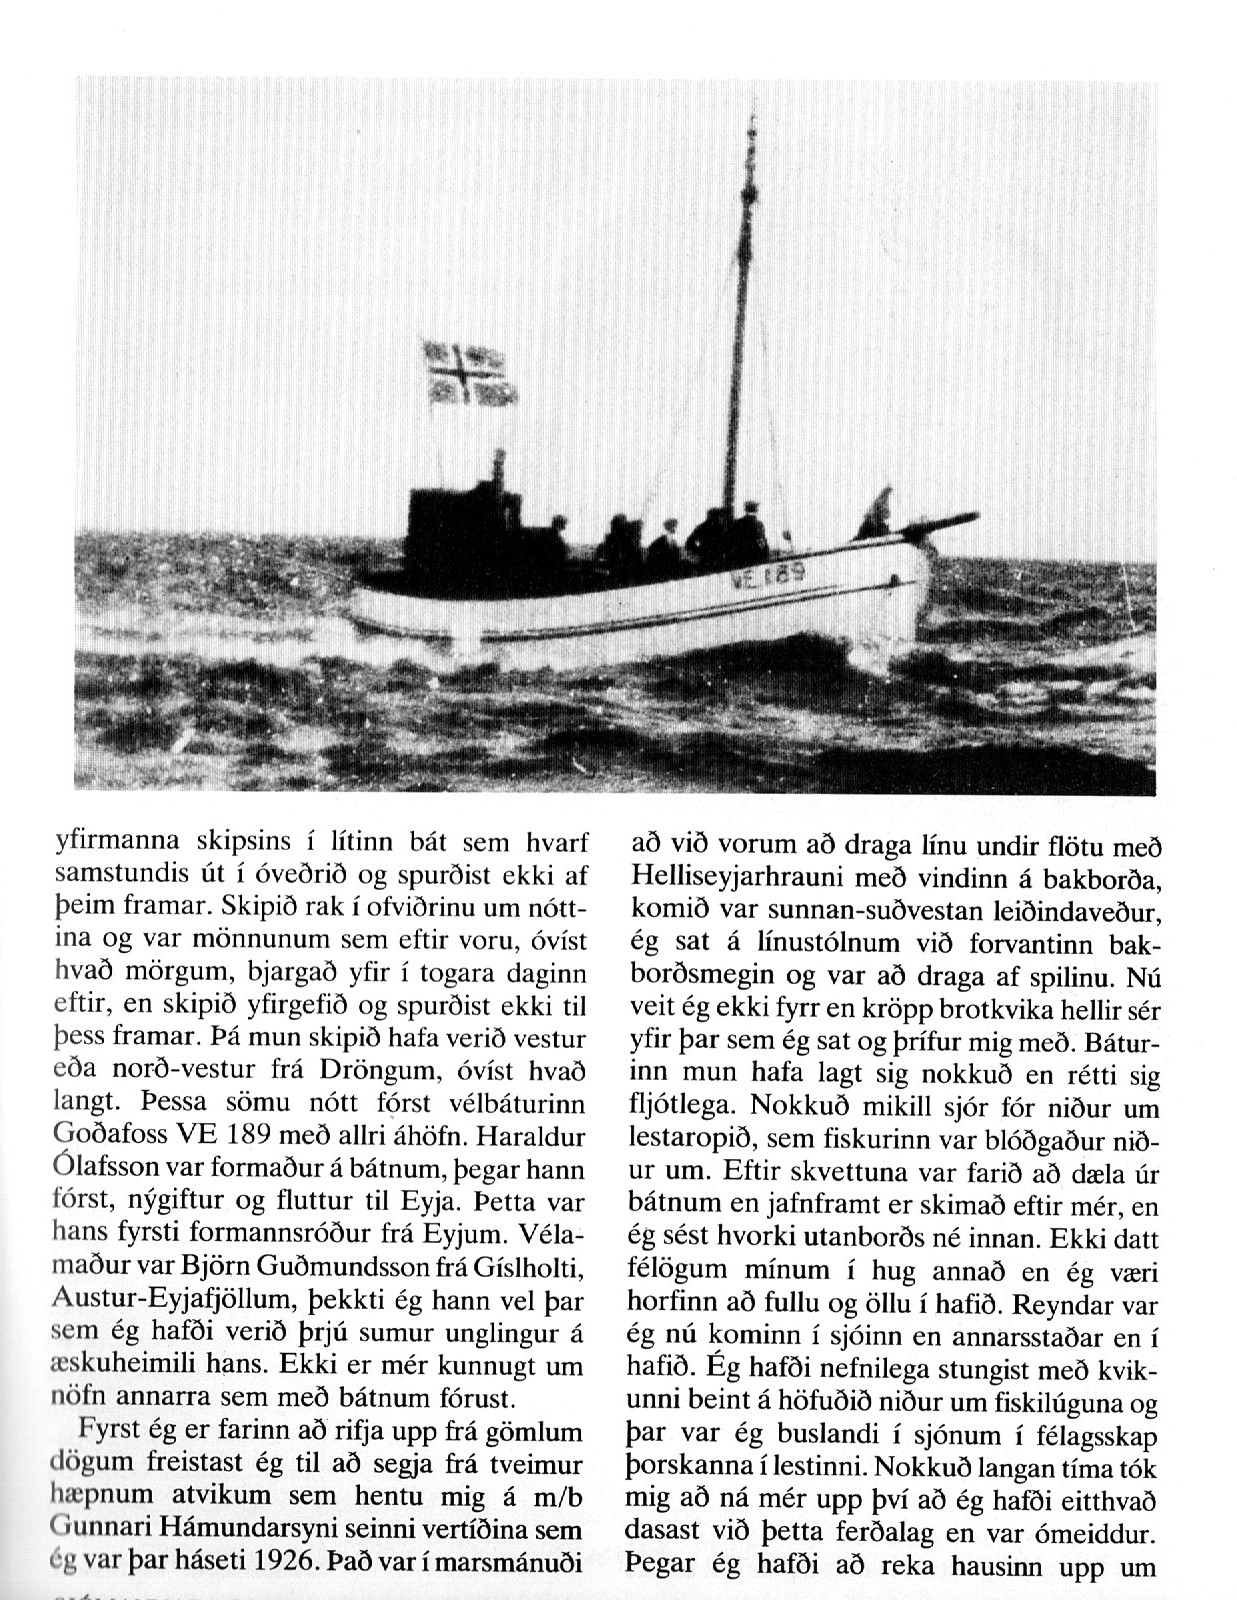 VE 189
yfirmanna skipsins í lítinn bát sem hvarf
samstundis út í óveðrið og spurðist ekki af
þeim framar. Skipið rak í ofviðrinu um nótt-
ina og var mönnunum sem eftir voru, óvíst
hvað mörgum, bjargað yfir í togara daginn
eftir, en skipið yfirgefið og spurðist ekki til
þess framar. Þá mun skipið hafa verið vestur
eða norð-vestur frá Dröngum, óvíst hvað
langt. Þessa sömu nótt fórst vélbáturinn
Goðafoss VE 189 með allri áhöfn. Haraldur
Ólafsson var formaður á bátnum, þegar hann
fórst, nýgiftur og fluttur til Eyja. Þetta var
hans fyrsti formannsróður frá Eyjum. Véla-
maður var Björn Guðmundsson frá Gíslholti,
Austur-Eyjafjöllum, þekkti ég hann vel þar
sem ég hafði verið þrjú sumur unglingur á
æskuheimili hans. Ekki er mér kunnugt um
nöfn annarra sem með bátnum fórust.
Fyrst ég er farinn að rifja upp frá gömlum
dögum freistast ég til að segja frá tveimur
hæpnum atvikum sem hentu mig á m/b
Gunnari Hámundarsyni seinni vertíðina sem
ég var þar háseti 1926. Það var í marsmánuði
að við vorum að draga línu undir flötu með
Helliseyjarhrauni með vindinn á bakborða,
komið var sunnan-suðvestan leiðindaveður,
ég sat á línustólnum við forvantinn bak-
borðsmegin og var að draga af spilinu. Nú
veit ég ekki fyrr en kröpp brotkvika hellir sér
yfir þar sem ég sat og þrífur mig með. Bátur-
inn mun hafa lagt sig nokkuð en rétti sig
fljótlega. Nokkuð mikill sjór fór niður um
lestaropið, sem fiskurinn var blóðgaður nið-
ur um. Eftir skvettuna var farið að dæla úr
bátnum en jafnframt er skimað eftir mér, en
ég sést hvorki utanborðs né innan. Ekki datt
félögum mínum í hug annað en ég væri
horfinn að fullu og öllu í hafið. Reyndar var
ég nú kominn í sjóinn en annarsstaðar en í
hafið. Ég hafði nefnilega stungist með kvik-
unni beint á höfuðið niður um fiskilúguna og
þar var ég buslandi í sjónum í félagsskap
þorskanna í lestinni. Nokkuð langan tíma tók
mig að ná mér upp því að ég hafði eitthvað
dasast við þetta ferðalag en var ómeiddur.
Þegar ég hafði að reka hausinn upp um